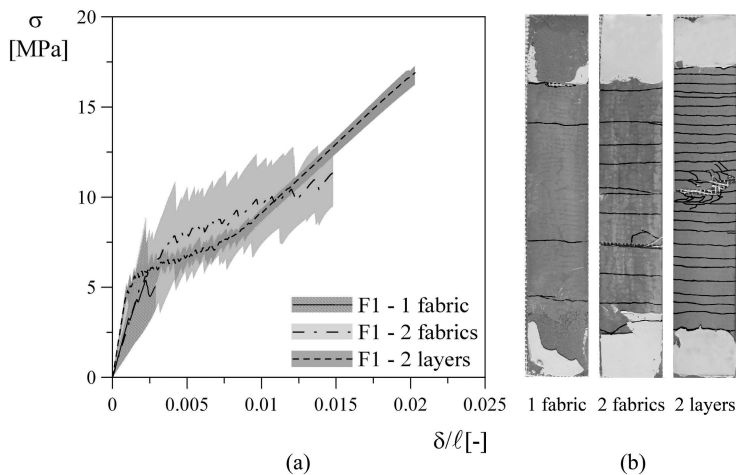 σ
[MPa]
20
15
10
5
0
F1 - 1 fabric
F1 - 2 fabrics
F1 - 2 layers
0 0.005 0.01 0.015 0.02 0.025
δ/ℓ[-]
(a)
1 fabric 2 fabrics 2 layers
(b)